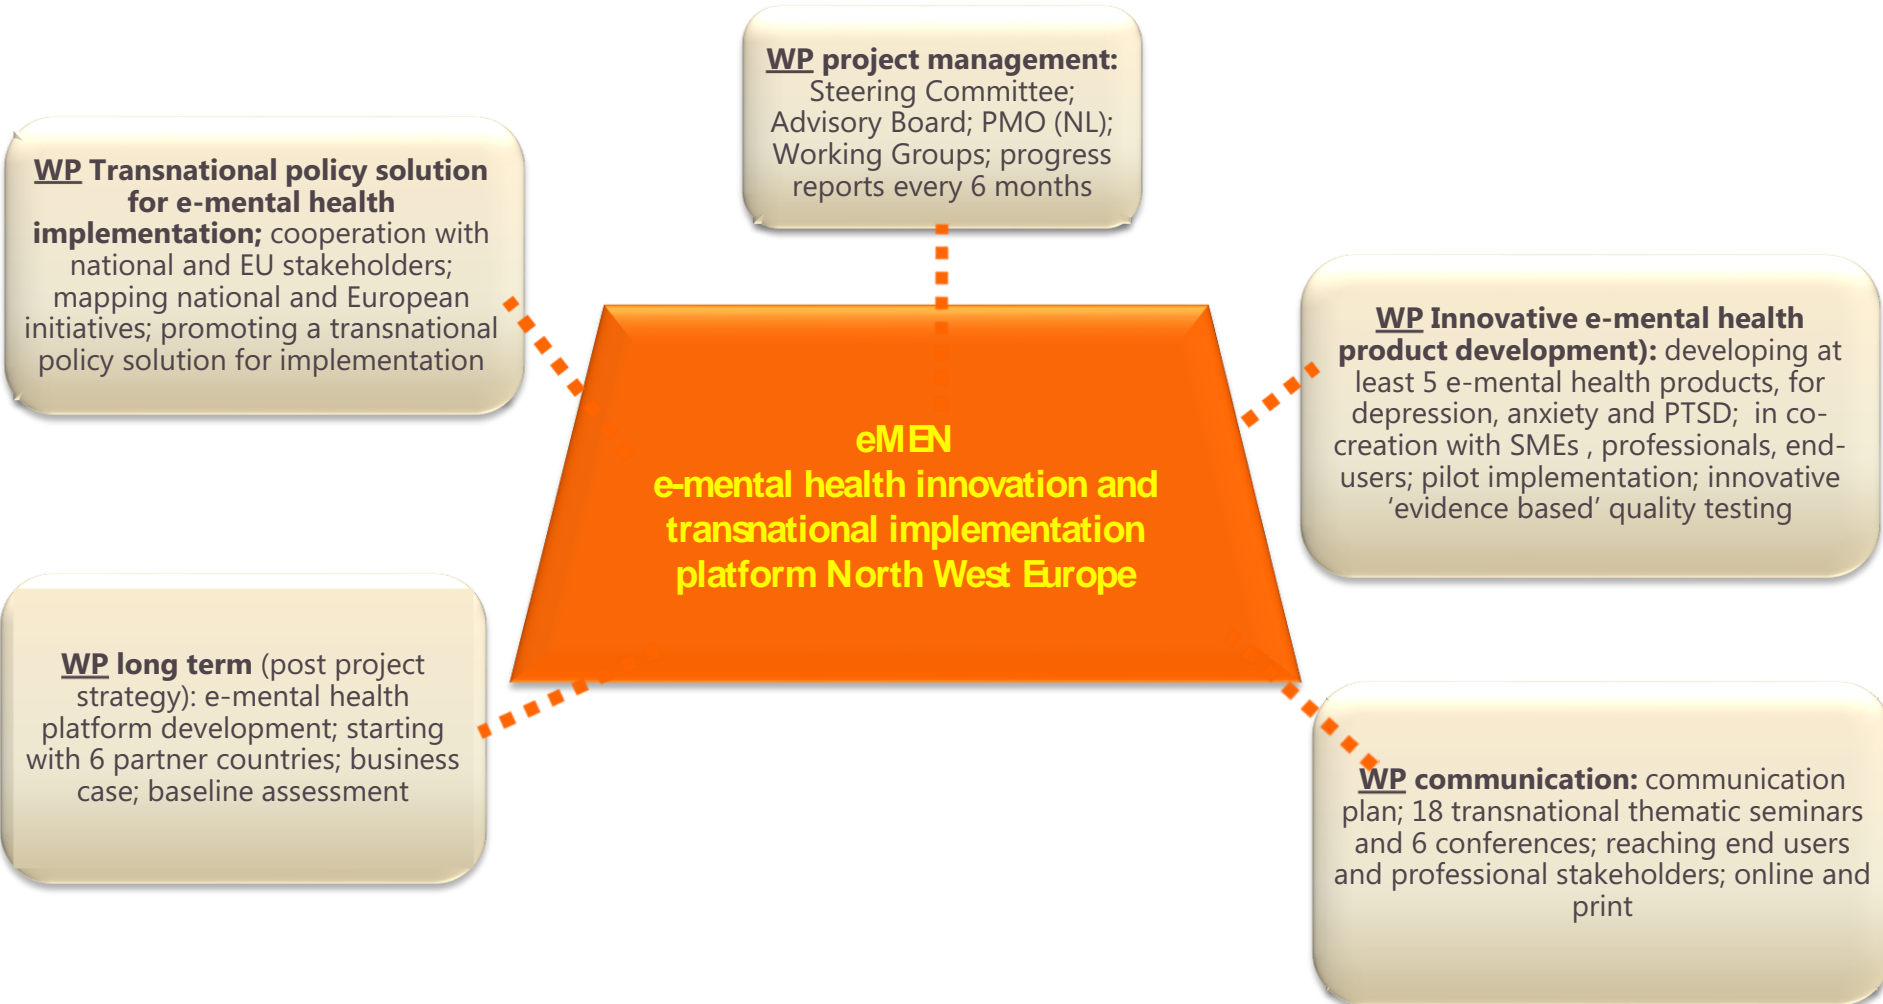 WP project management:
Steering Committee;
Advisory Board; PMO (NL);
Working Groups; progress
reports every 6 months
WP Transnational policy solution
for e-mental health
implementation; cooperation with
national and EU stakeholders;
mapping national and European
initiatives; promoting a transnational
policy solution for implementation
WP Innovative e-mental health
product development): developing at
least 5 e-mental health products, for
depression, anxiety and PTSD; in co-
creation with SMEs , professionals, end-
users; pilot implementation; innovative
‘evidence based’ quality testing
eMEN
e-mental health innovation and
transnational implementation
platform North West Europe
WP long term (post project
strategy): e-mental health
platform development; starting
with 6 partner countries; business
case; baseline assessment
WP communication: communication
plan; 18 transnational thematic seminars
and 6 conferences; reaching end users
and professional stakeholders; online and
print